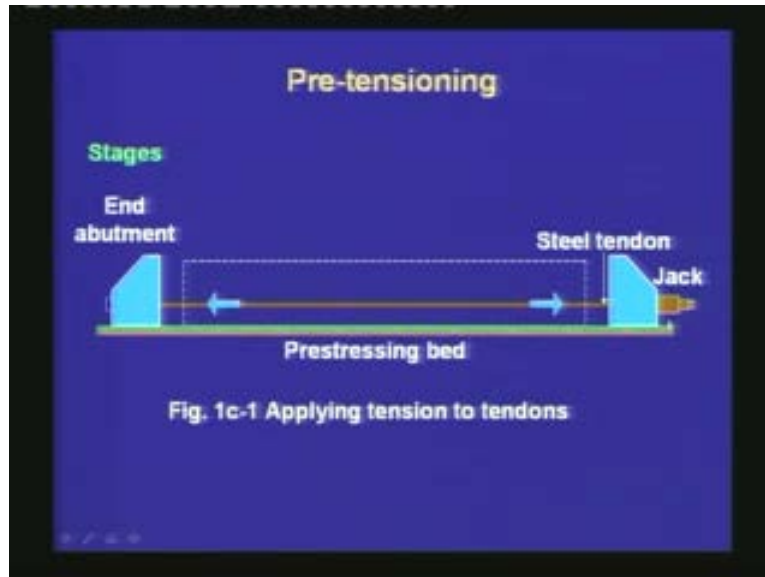 Pre-tensioning
Stages
End
abutment
Steel tendon
Jack
Prestressing bed
Fig. 1c-1 Applying tension to tendons